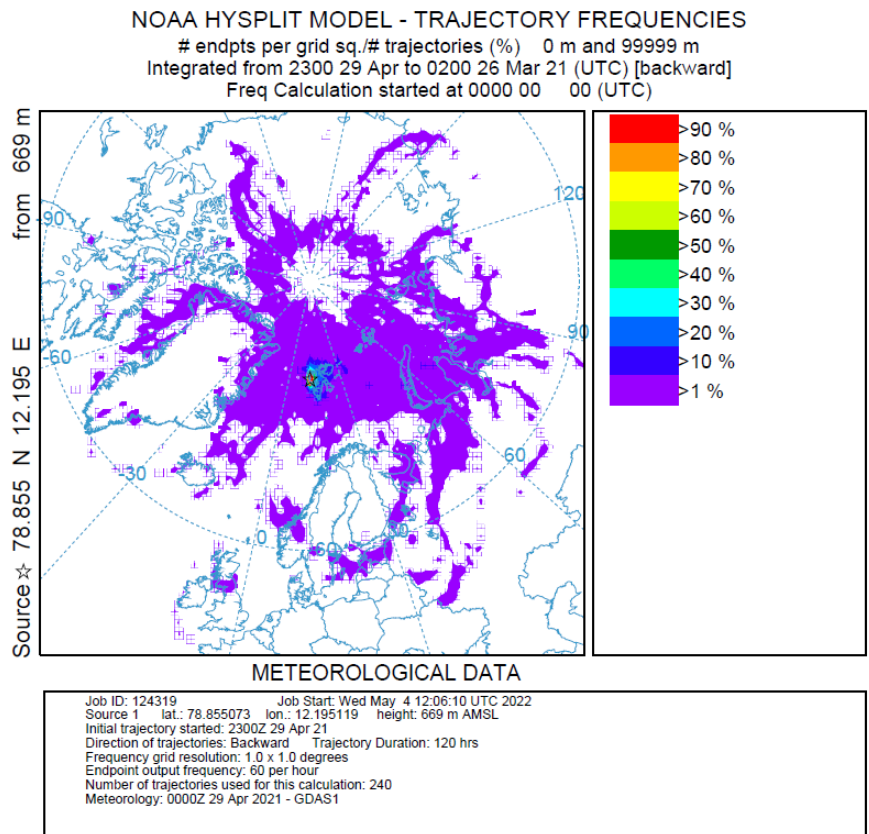 NOAA HYSPLIT MODEL - TRAJECTORY FREQUENCIES
# endpts per grid sq./# trajectories (%) 0 m and 99999 m
Integrated from 2300 29 Apr to 0200 26 Mar 21 (UTC) [backward]
Freq Calculation started at 0000 00 00 (UTC)
Source ☆ 78.855 N 12.195 E from 669 m
120
-90
90
-60
60
-30
0
30
60
>90 %
>80 %
>70 %
>60 %
>50 %
>40 %
>30 %
>20 %
>10 %
>1 %
METEOROLOGICAL DATA
Job ID: 124319 Job Start: Wed May 4 12:06:10 UTC 2022
Source 1 lat.: 78.855073 lon.: 12.195119 height: 669 m AMSL
Initial trajectory started: 2300Z 29 Apr 21
Direction of trajectories: Backward Trajectory Duration: 120 hrs
Frequency grid resolution: 1.0 x 1.0 degrees
Endpoint output frequency: 60 per hour
Number of trajectories used for this calculation: 240
Meteorology: 0000Z 29 Apr 2021 - GDAS1